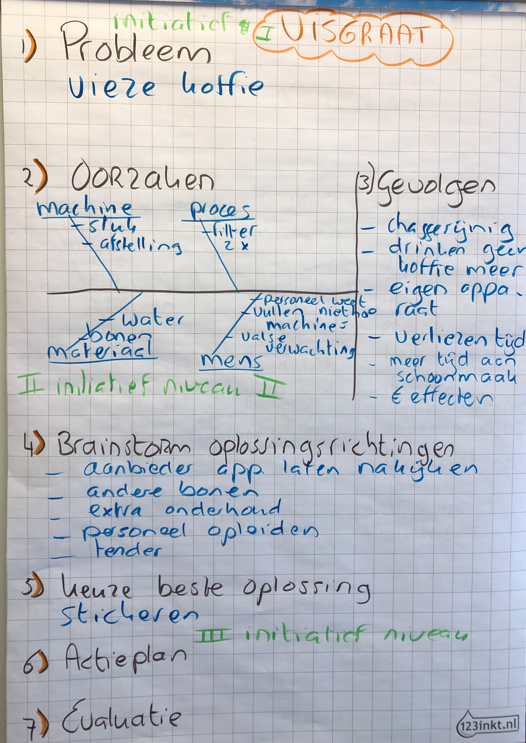 initiatief I VISGRAAT
1) Probleem
vieze koffie
2) Oorzaken
machine
- stuk
- afstelling
proces
- filter
2x
- water
- bonen
materiaal
- personeel weet
- vullen niet hoe
machine =
- valse
verwachting
mens
II initiatief niveau II
(3) Gevolgen
- chagerijnig
- drinken geen
koffie meer
- eigen appa-
raat
- verliezen tijd
- meer tijd aan
schoonmaak
- € effecten
4) Brainstorm oplossingsrichtingen
- aanbieder app. laten nakijken
- andere bonen
- extra onderhoud
- personeel opleiden
- tender
5) keuze beste oplossing
stickeren
III initiatief niveau
6) Actieplan
7) Evaluatie
123inkt.nl